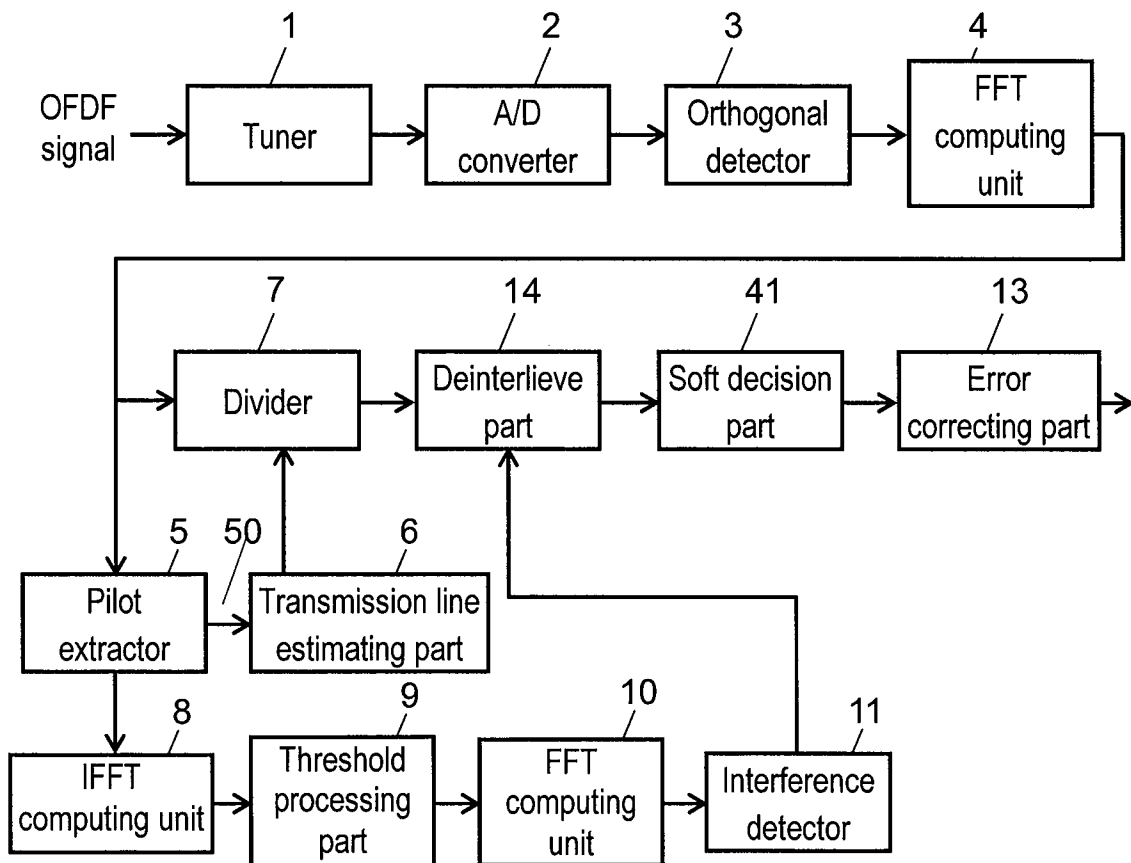 1
2
3
4
OFDF
signal
Tuner
A/D
converter
Orthogonal
detector
FFT
computing
unit
7
14
41
13
Divider
Deinterlieve
part
Soft decision
part
Error
correcting part
5
50
6
Pilot
extractor
Transmission line
estimating part
8
9
10
11
IFFT
computing unit
Threshold
processing
part
FFT
computing
unit
Interference
detector